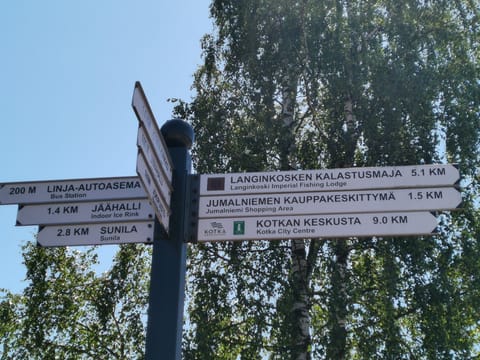 200 M LINJA-AUTOASEMA
Bus Station
1.4 KM JÄÄHALLI
Indoor Ice Rink
2.8 KM SUNILA
Sunila
LANGINKOSKEN KALASTUSMAJA 5.1 KM
Langinkoski Imperial Fishing Lodge
JUMALNIEMEN KAUPPAKESKITTYMÄ 1.5 KM
Jumalniemi Shopping Area
KOTKA KOTKAN KESKUSTA 9.0 KM
Kotka City Centre